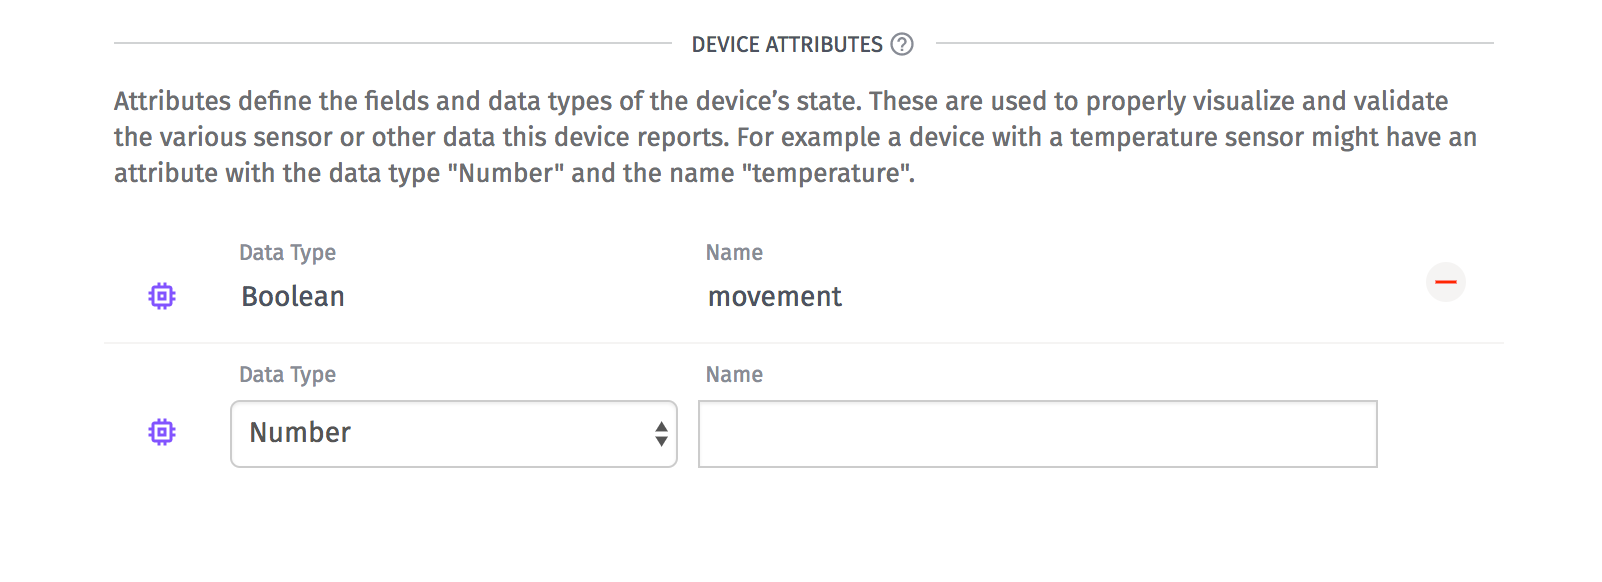 DEVICE ATTRIBUTES ?
Attributes define the fields and data types of the device’s state. These are used to properly visualize and validate
the various sensor or other data this device reports. For example a device with a temperature sensor might have an
attribute with the data type "Number" and the name "temperature".
Data Type Name
Boolean movement
Data Type Name
Number